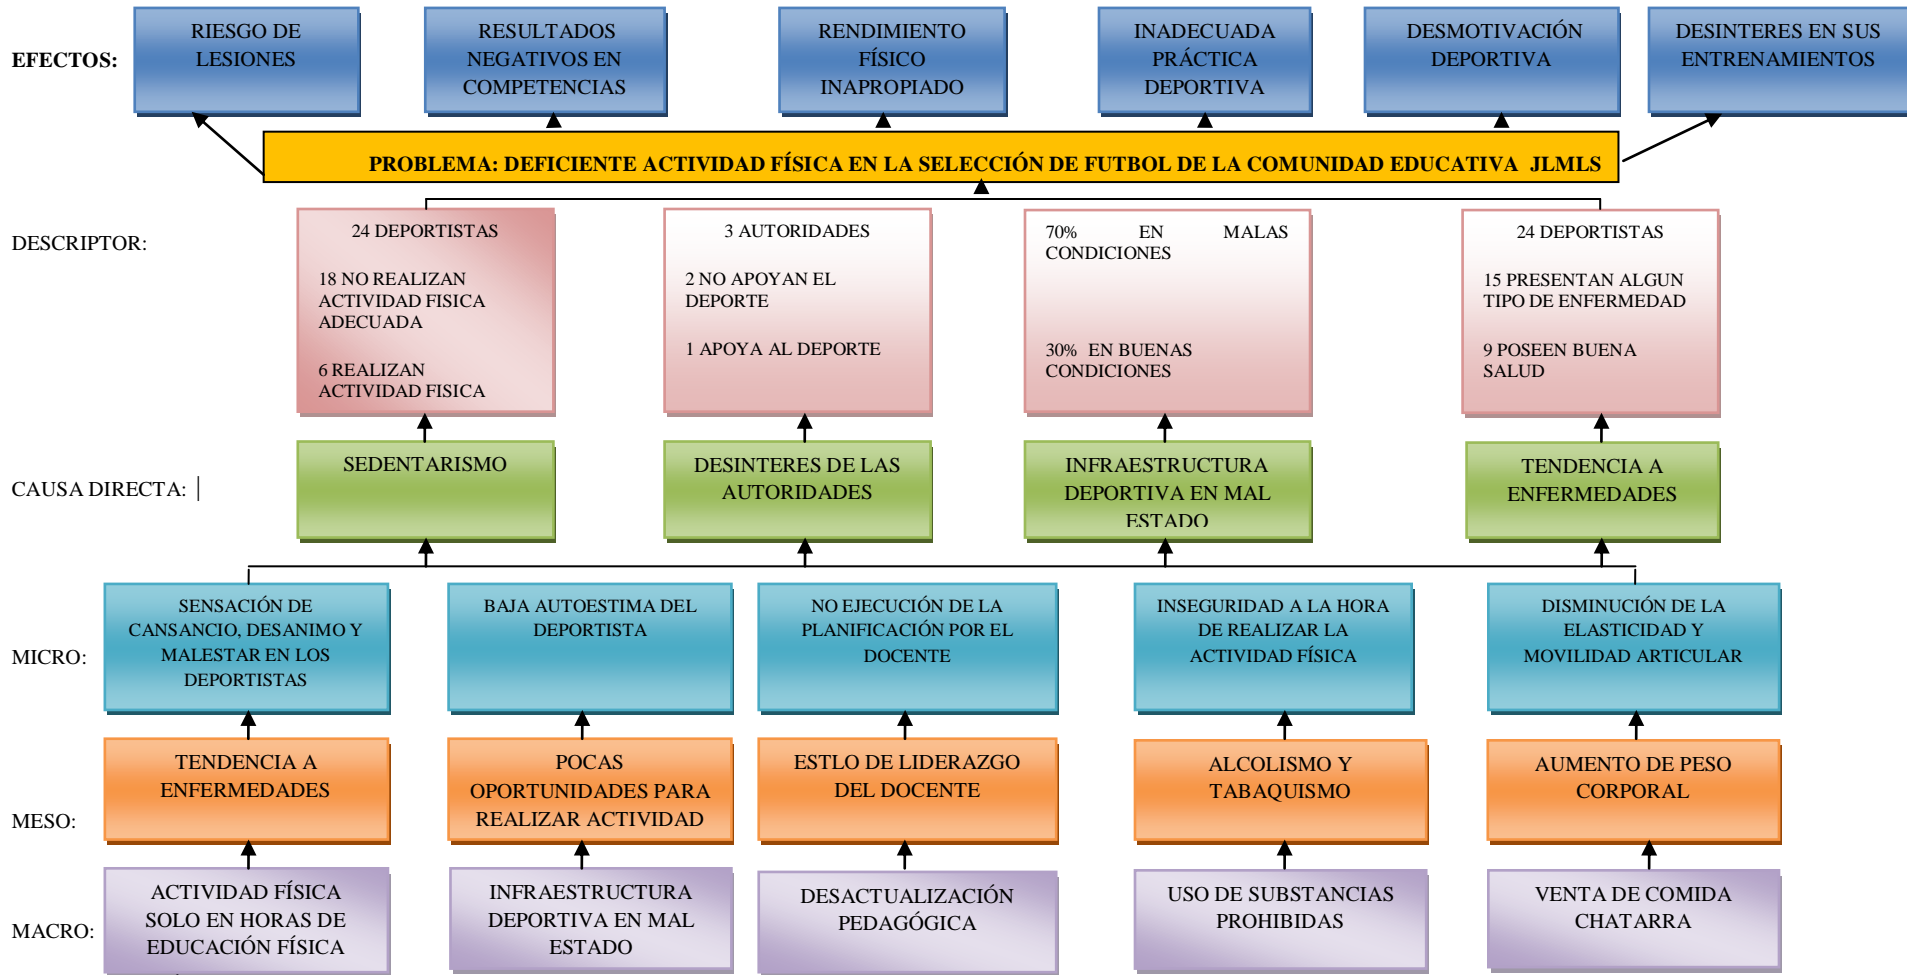 EFECTOS:
RIESGO DE
LESIONES
RESULTADOS
NEGATIVOS EN
COMPETENCIAS
RENDIMIENTO
FÍSICO
INAPROPIADO
INADECUADA
PRÁCTICA
DEPORTIVA
DESMOTIVACIÓN
DEPORTIVA
DESINTERES EN SUS
ENTRENAMIENTOS
PROBLEMA: DEFICIENTE ACTIVIDAD FÍSICA EN LA SELECCIÓN DE FUTBOL DE LA COMUNIDAD EDUCATIVA JLMLS
DESCRIPTOR:
24 DEPORTISTAS
18 NO REALIZAN
ACTIVIDAD FISICA
ADECUADA
6 REALIZAN
ACTIVIDAD FISICA
3 AUTORIDADES
2 NO APOYAN EL
DEPORTE
1 APOYA AL DEPORTE
70% EN MALAS
CONDICIONES
30% EN BUENAS
CONDICIONES
24 DEPORTISTAS
15 PRESENTAN ALGUN
TIPO DE ENFERMEDAD
9 POSEEN BUENA
SALUD
CAUSA DIRECTA:
SEDENTARISMO
DESINTERES DE LAS
AUTORIDADES
INFRAESTRUCTURA
DEPORTIVA EN MAL
ESTADO
TENDENCIA A
ENFERMEDADES
MICRO:
SENSACIÓN DE
CANSANCIO, DESANIMO Y
MALESTAR EN LOS
DEPORTISTAS
BAJA AUTOESTIMA DEL
DEPORTISTA
NO EJECUCIÓN DE LA
PLANIFICACIÓN POR EL
DOCENTE
INSEGURIDAD A LA HORA
DE REALIZAR LA
ACTIVIDAD FÍSICA
DISMINUCIÓN DE LA
ELASTICIDAD Y
MOVILIDAD ARTICULAR
MESO:
TENDENCIA A
ENFERMEDADES
POCAS
OPORTUNIDADES PARA
REALIZAR ACTIVIDAD
ESTLO DE LIDERAZGO
DEL DOCENTE
ALCOLISMO Y
TABAQUISMO
AUMENTO DE PESO
CORPORAL
MACRO:
ACTIVIDAD FÍSICA
SOLO EN HORAS DE
EDUCACIÓN FÍSICA
INFRAESTRUCTURA
DEPORTIVA EN MAL
ESTADO
DESACTUALIZACIÓN
PEDAGÓGICA
USO DE SUBSTANCIAS
PROHIBIDAS
VENTA DE COMIDA
CHATARRA